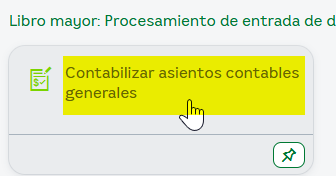 Libro mayor: Procesamiento de entrada de d
Contabilizar asientos contables
generales